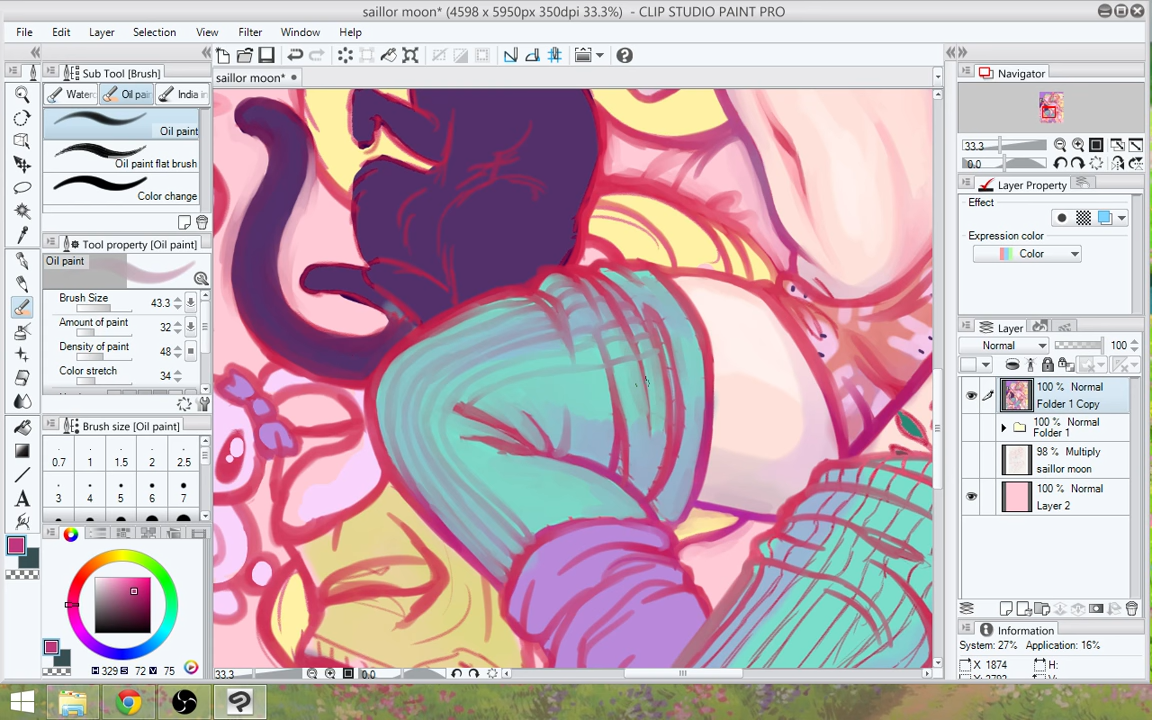 saillor moon* (4598 x 5950px 350dpi 33.3%) - CLIP STUDIO PAINT PRO
File Edit Layer Selection View Filter Window Help
Sub Tool [Brush]
Oil pain
India in
Oil paint
Oil paint flat brush
Color change
Tool property [Oil paint]
Oil paint
Brush Size 43.3
Amount of paint 32
Density of paint 48
Color stretch 34
Brush size [Oil paint]
0.7 1 1.5 2 2.5
3 4 5 6 7
H 329 S 72 V 75
saillor moon*
33.3 0.0
Navigator
33.3
0.0
Layer Property
Effect
Expression color
Color
Layer
Normal 100
100 % Normal
Folder 1 Copy
100 % Normal
Folder 1
98 % Multiply
saillor moon
100 % Normal
Layer 2
Information
System: 27% Application: 16%
X 1874 H:
Y